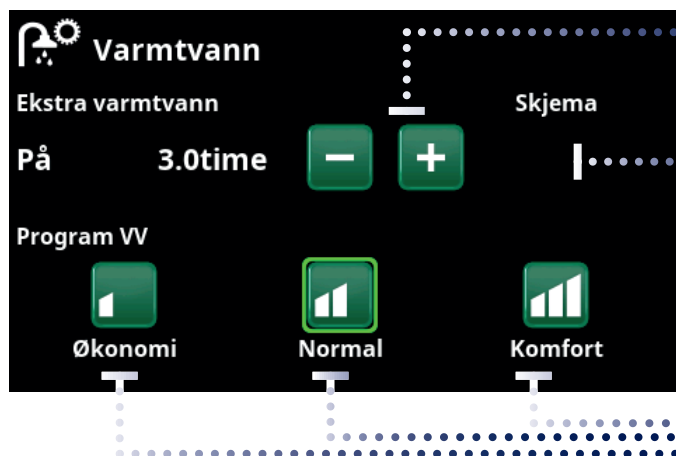 Varmtvann
Ekstra varmtvann Skjema
På 3.0time
Program VV
Økonomi Normal Komfort